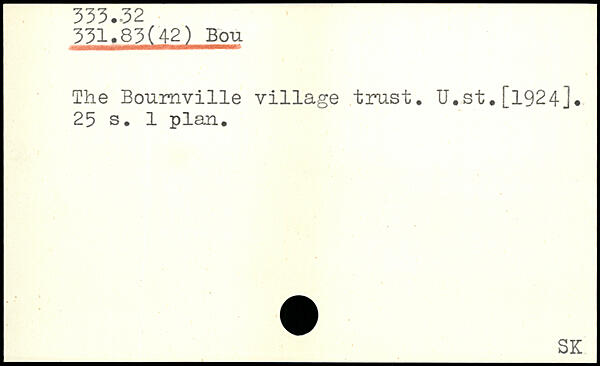 333.32
331.83(42) Bou
The Bournville village trust. U.st.[1924].
25 s. 1 plan.
SK